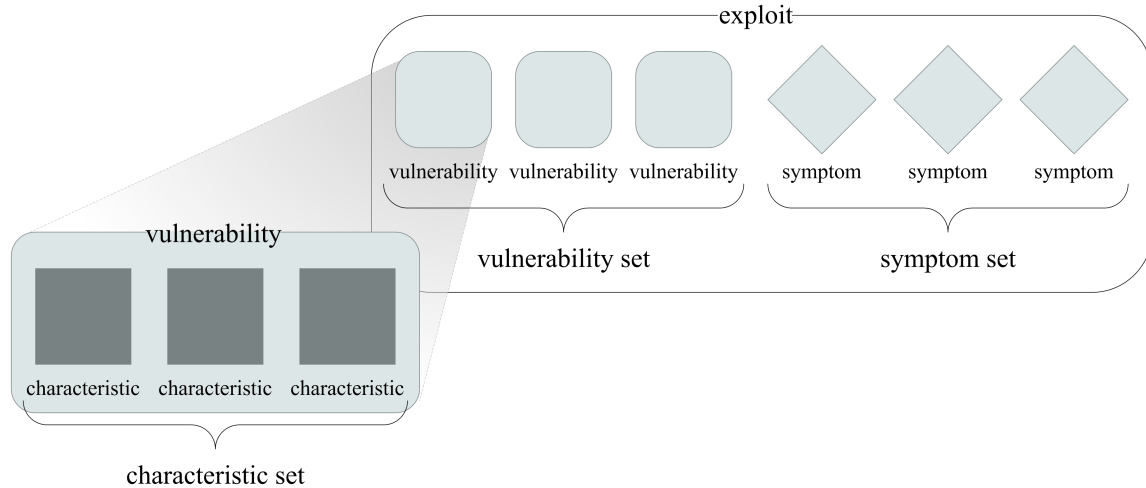 exploit
vulnerability vulnerability vulnerability symptom symptom symptom
vulnerability set symptom set
vulnerability
characteristic characteristic characteristic
characteristic set